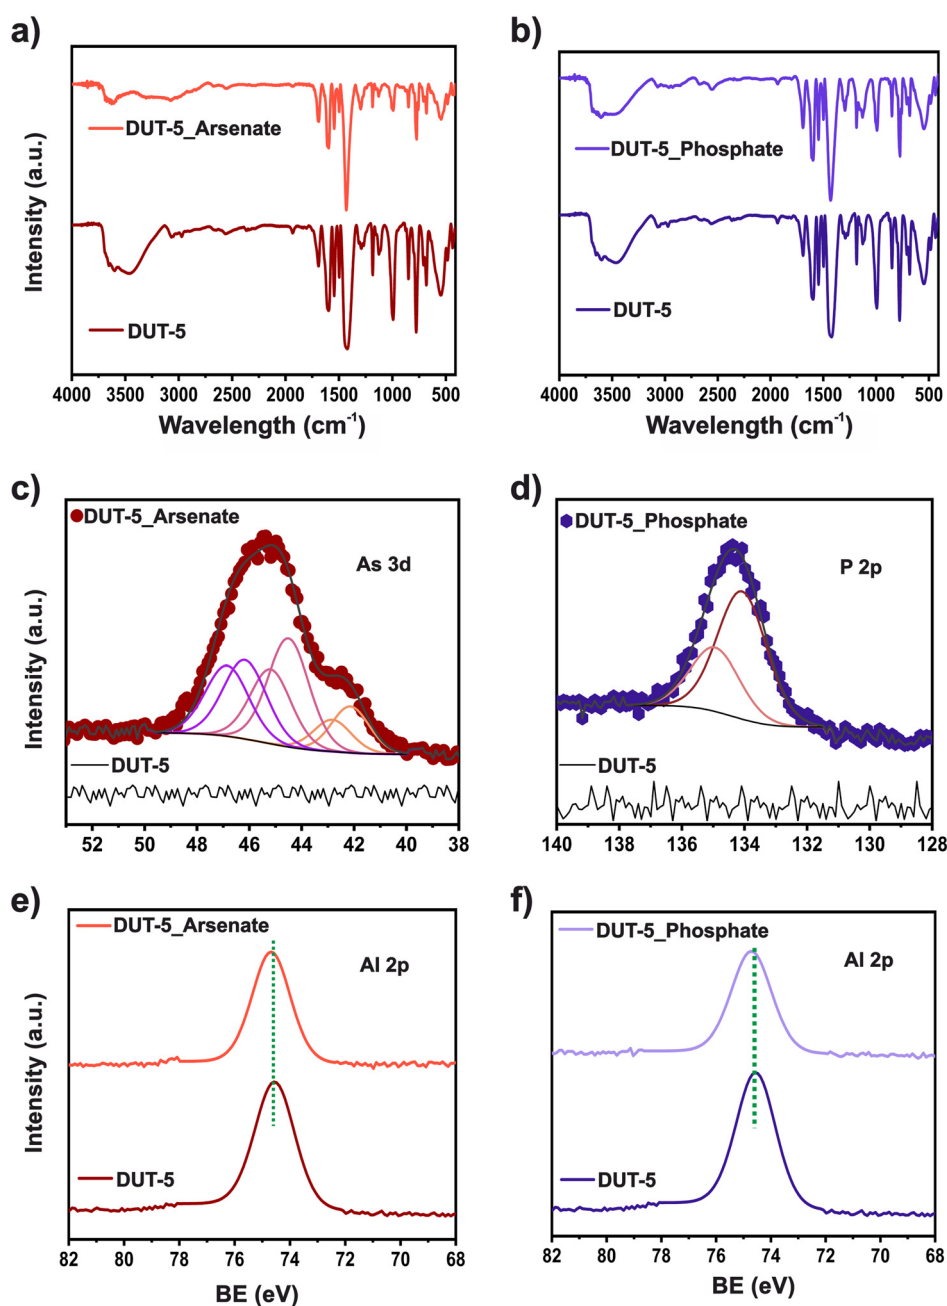 a)
DUT-5_Arsenate
DUT-5
Intensity (a.u.)
4000 3500 3000 2500 2000 1500 1000 500
Wavelength (cm-1)
b)
DUT-5_Phosphate
DUT-5
4000 3500 3000 2500 2000 1500 1000 500
Wavelength (cm-1)
c)
DUT-5_Arsenate
As 3d
Intensity (a.u.)
DUT-5
52 50 48 46 44 42 40 38
d)
DUT-5_Phosphate
P 2p
DUT-5
140 138 136 134 132 130 128
e)
DUT-5_Arsenate
Al 2p
Intensity (a.u.)
DUT-5
82 80 78 76 74 72 70 68
BE (eV)
f)
DUT-5_Phosphate
Al 2p
DUT-5
82 80 78 76 74 72 70 68
BE (eV)